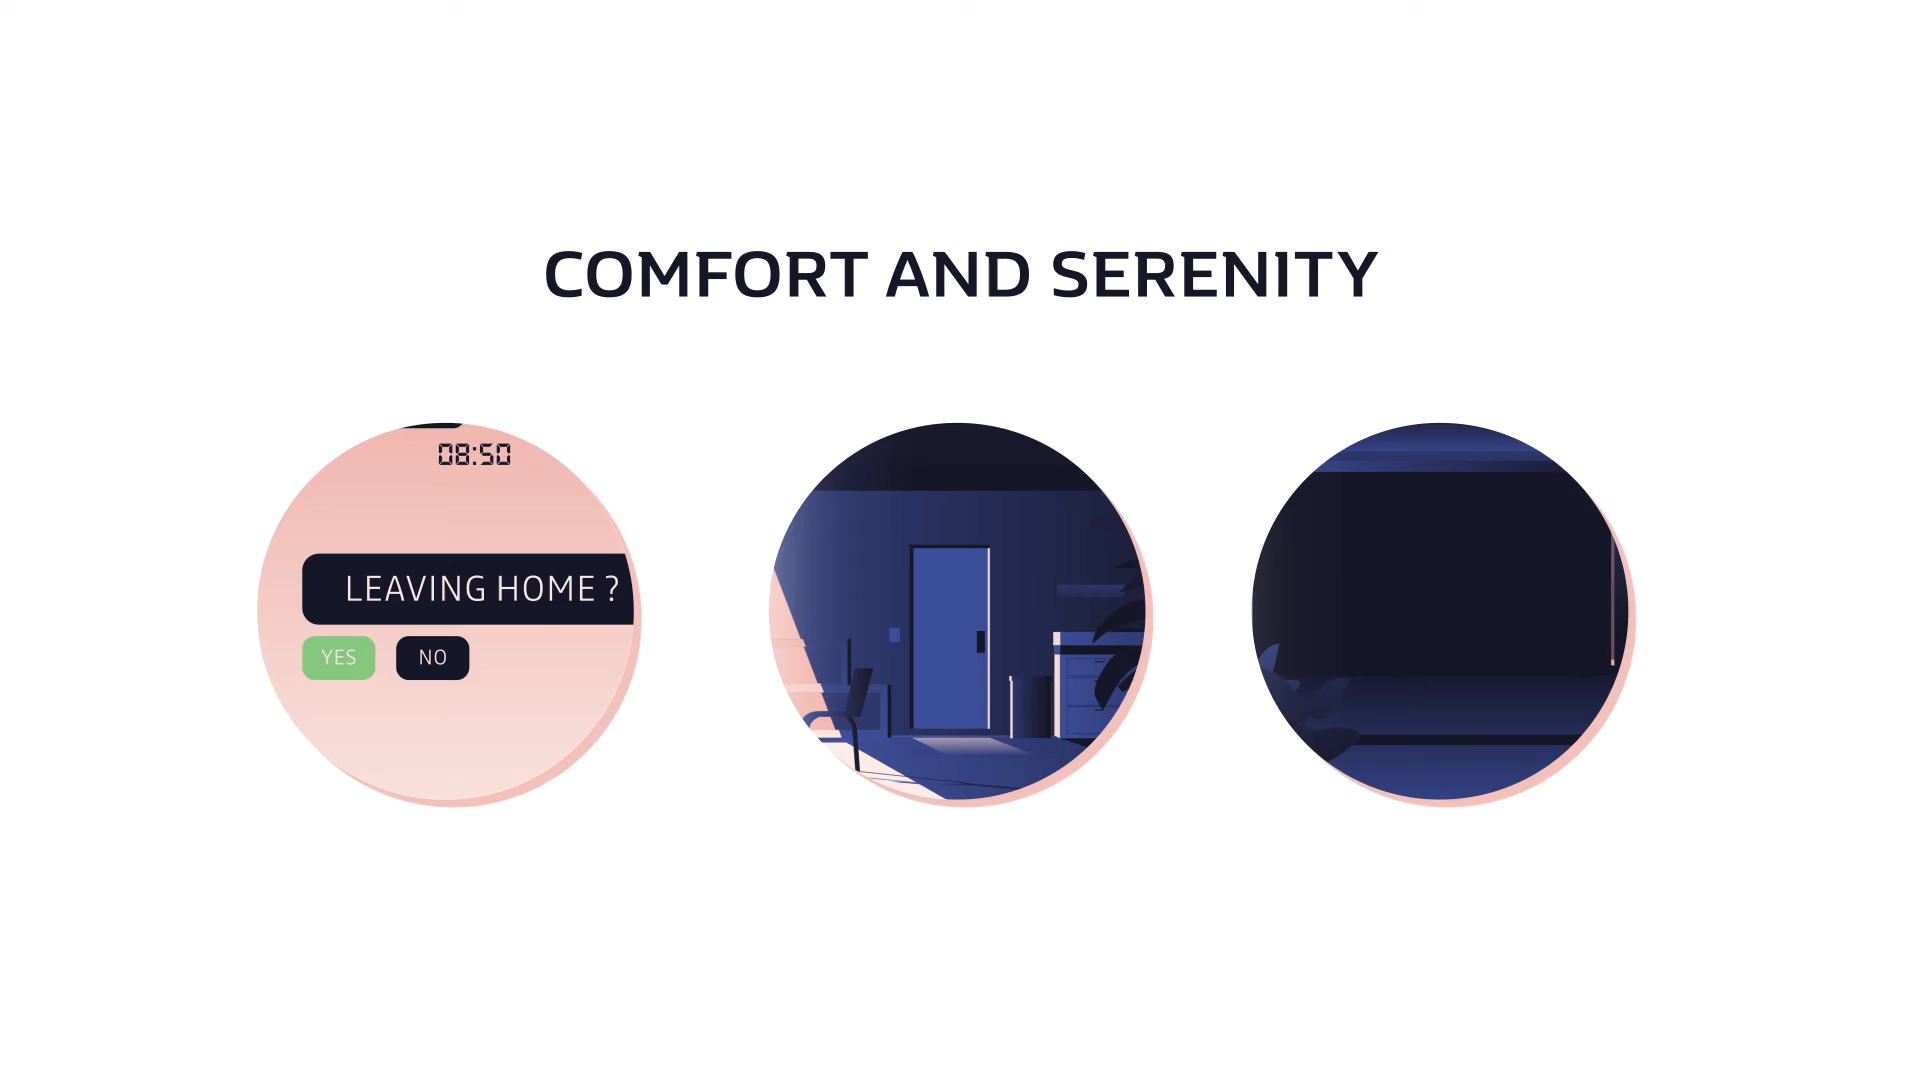 COMFORT AND SERENITY
08:50
LEAVING HOME ?
YES
NO